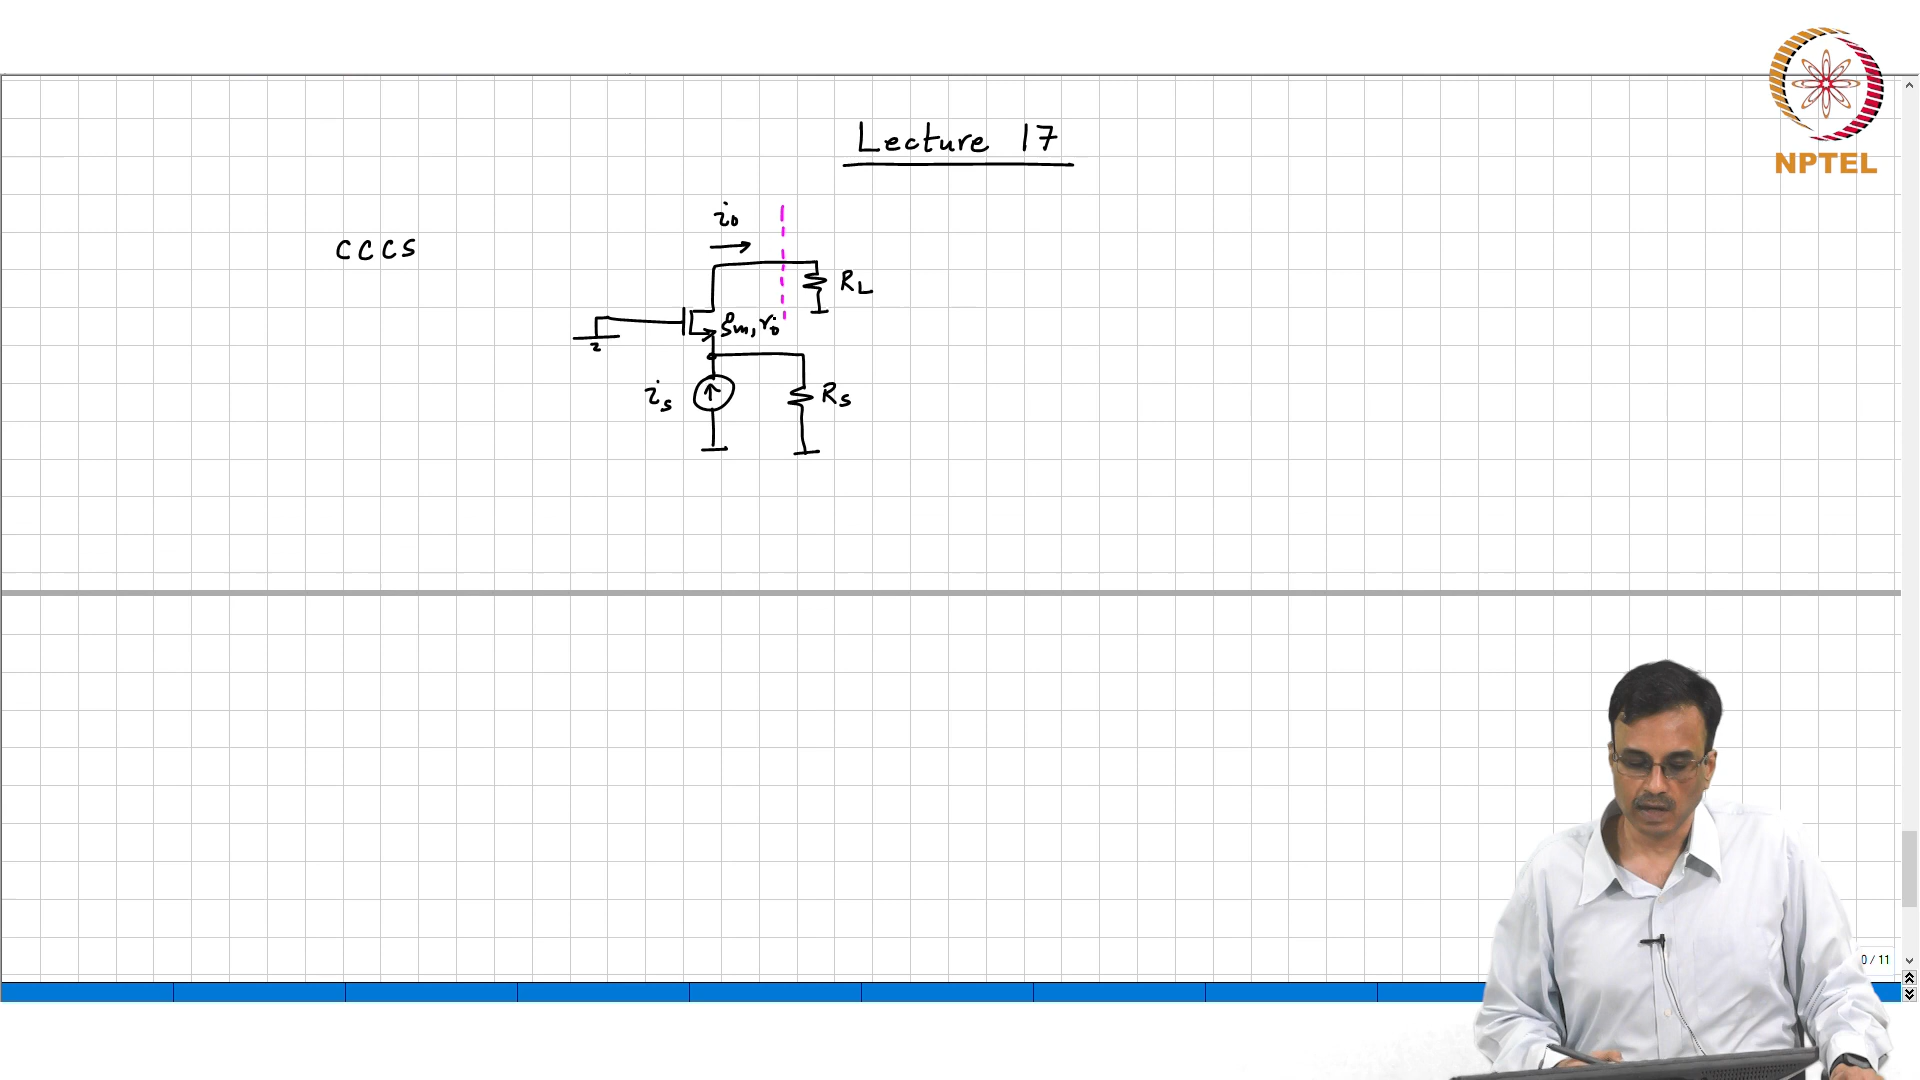 Lecture 17
NPTEL
CCCS
i₀
R_L
g_m, r₀
i_s
R_S
0 / 11